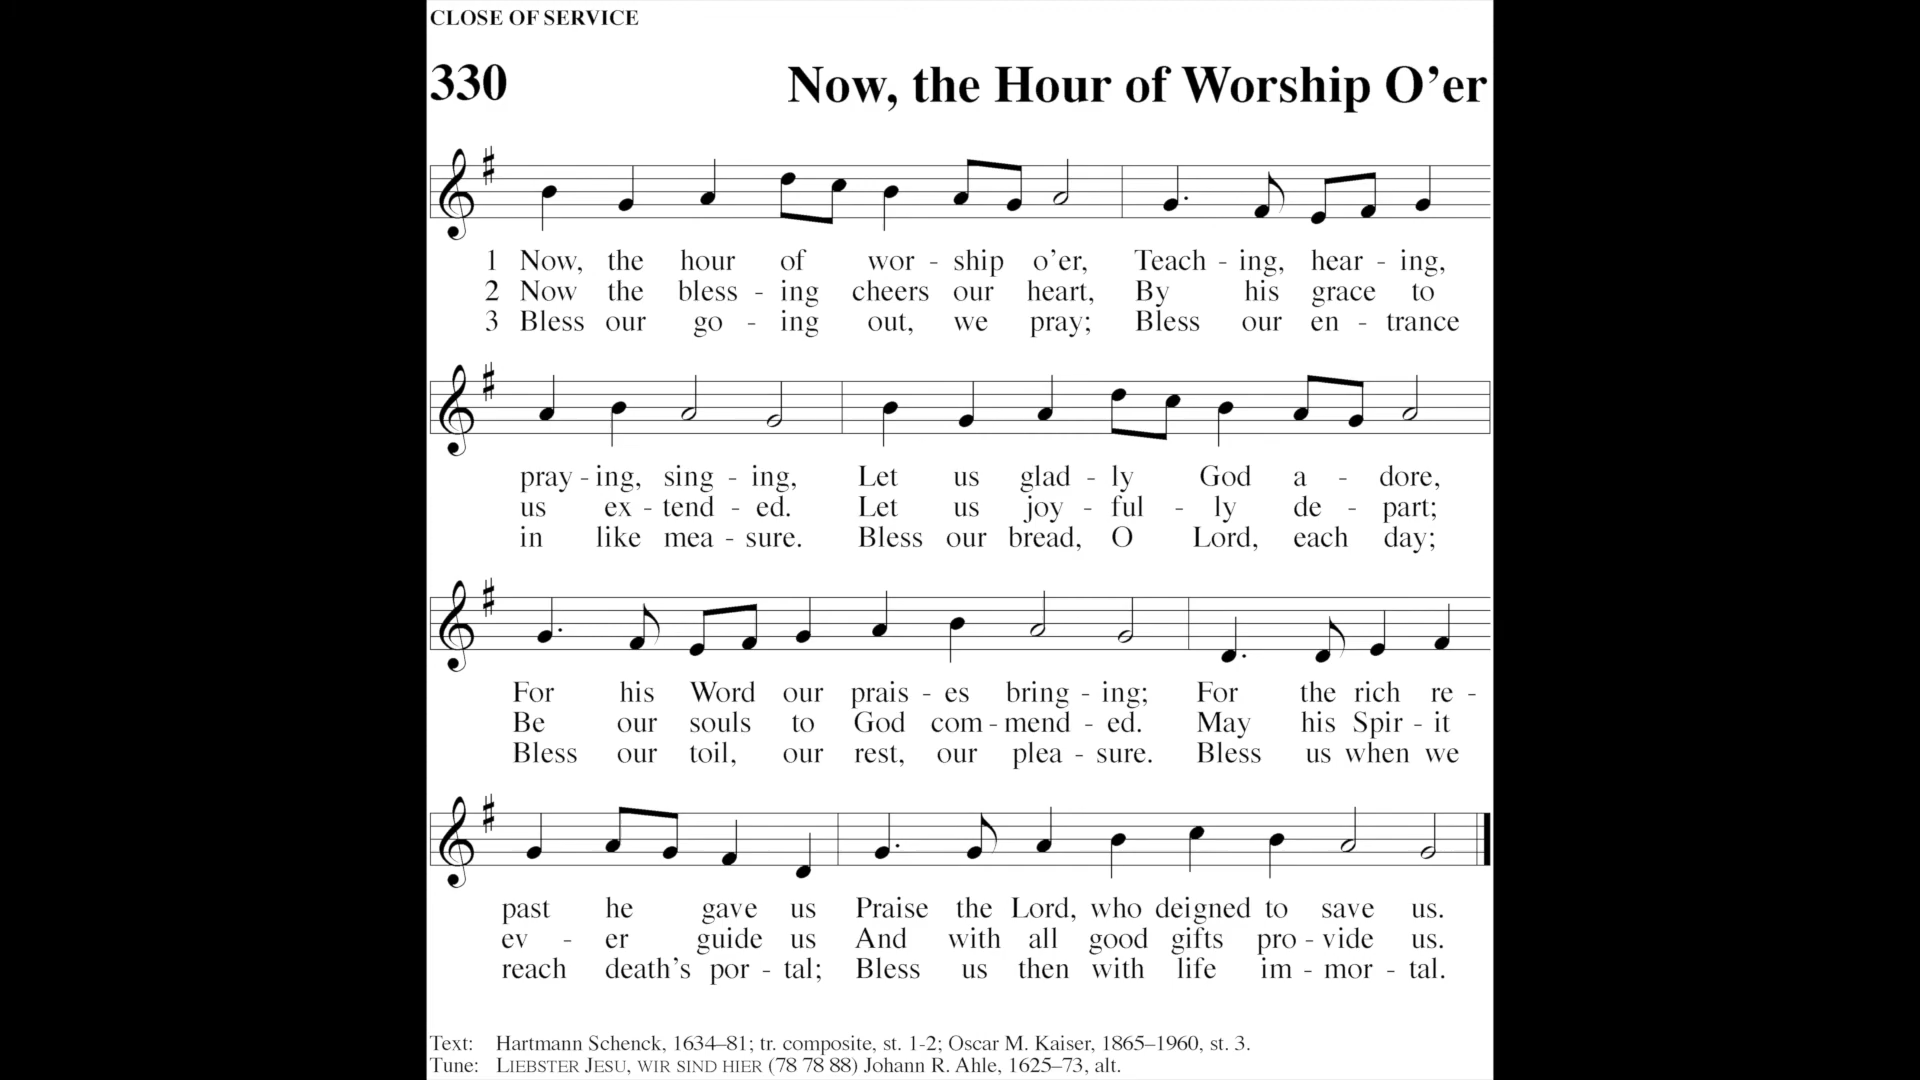 CLOSE OF SERVICE
330 Now, the Hour of Worship O’er
1 Now, the hour of wor - ship o’er, Teach - ing, hear - ing,
2 Now the bless - ing cheers our heart, By his grace to
3 Bless our go - ing out, we pray; Bless our en - trance
pray - ing, sing - ing, Let us glad - ly God a - dore,
us ex - tend - ed. Let us joy - ful - ly de - part;
in like mea - sure. Bless our bread, O Lord, each day;
For his Word our prais - es bring - ing; For the rich re -
Be our souls to God com - mend - ed. May his Spir - it
Bless our toil, our rest, our plea - sure. Bless us when we
past he gave us Praise the Lord, who deigned to save us.
ev - er guide us And with all good gifts pro - vide us.
reach death’s por - tal; Bless us then with life im - mor - tal.
Text: Hartmann Schenck, 1634–81; tr. composite, st. 1-2; Oscar M. Kaiser, 1865–1960, st. 3.
Tune: LIEBSTER JESU, WIR SIND HIER (78 78 88) Johann R. Ahle, 1625–73, alt.